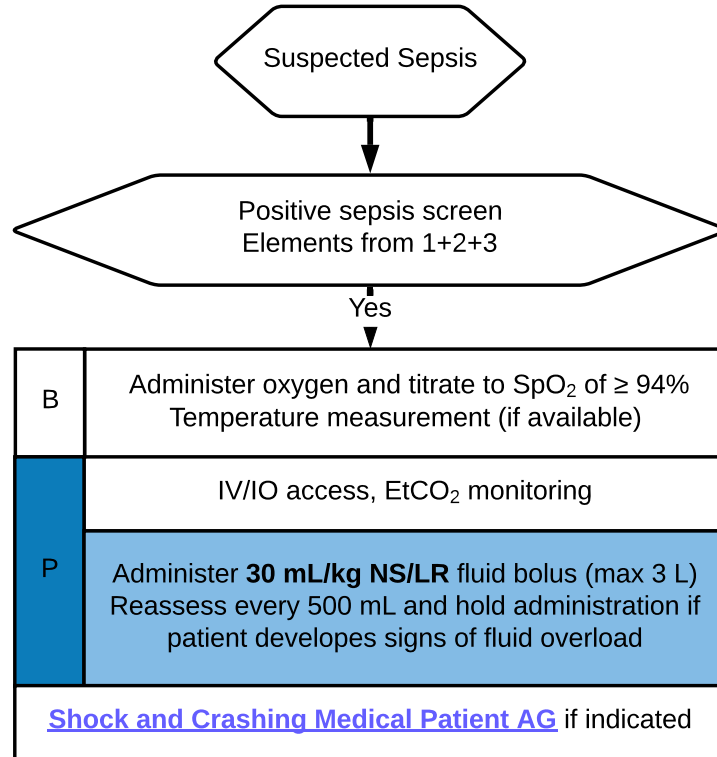 Suspected Sepsis
Positive sepsis screen
Elements from 1+2+3
Yes
B
Administer oxygen and titrate to SpO₂ of ≥ 94%
Temperature measurement (if available)
P
IV/IO access, EtCO₂ monitoring
Administer 30 mL/kg NS/LR fluid bolus (max 3 L)
Reassess every 500 mL and hold administration if
patient developes signs of fluid overload
Shock and Crashing Medical Patient AG if indicated